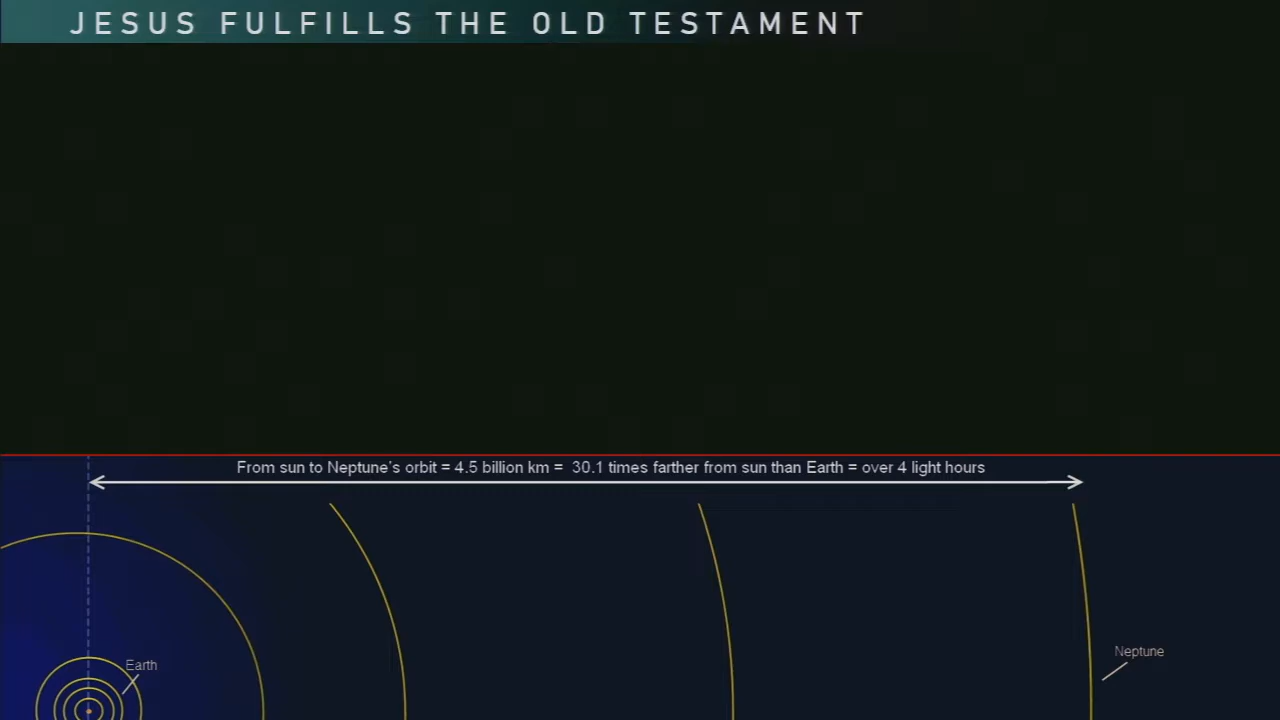 JESUS FULFILLS THE OLD TESTAMENT
From sun to Neptune's orbit = 4.5 billion km =  30.1 times farther from sun than Earth = over 4 light hours
Neptune
Earth